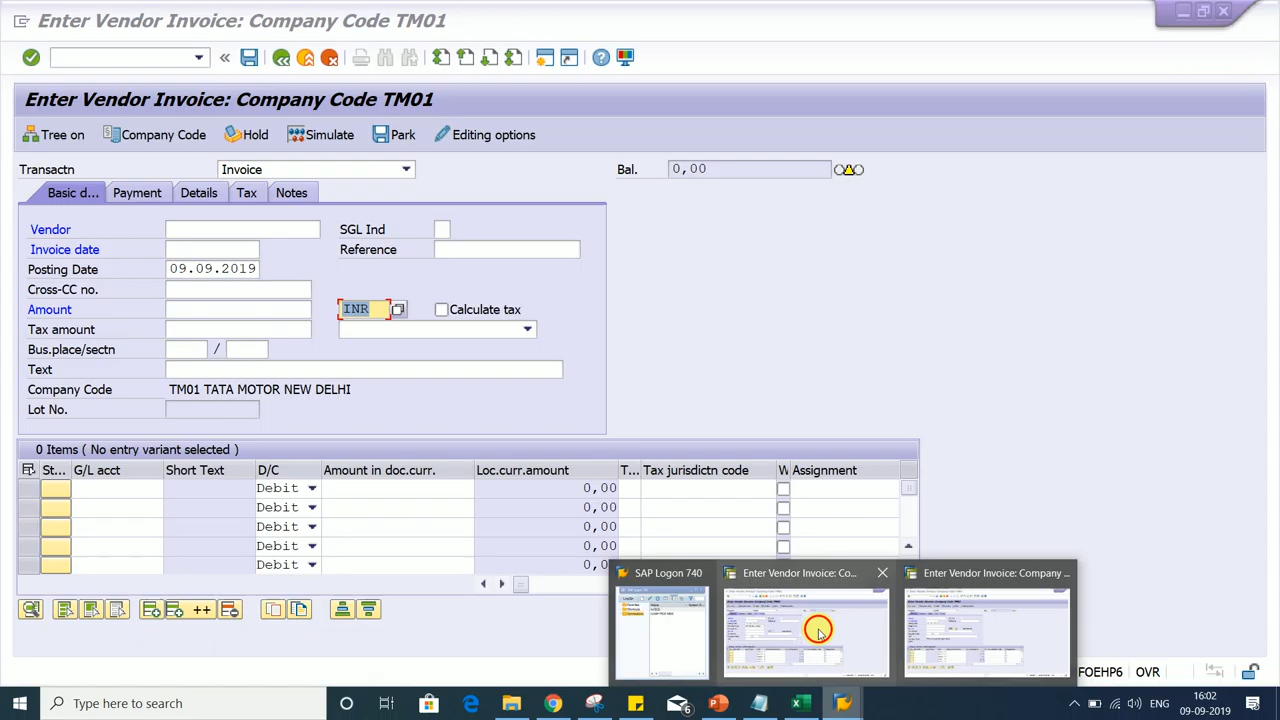 Enter Vendor Invoice: Company Code TM01
Enter Vendor Invoice: Company Code TM01
Tree on Company Code Hold Simulate Park Editing options
Transactn Invoice Bal. 0,00
Basic d... Payment Details Tax Notes
Vendor SGL Ind
Invoice date Reference
Posting Date 09.09.2019
Cross-CC no.
Amount INR Calculate tax
Tax amount
Bus.place/sectn /
Text
Company Code TM01 TATA MOTOR NEW DELHI
Lot No.
0 Items ( No entry variant selected )
St... G/L acct Short Text D/C Amount in doc.curr. Loc.curr.amount T... Tax jurisdictn code W Assignment
Debit 0,00
Debit 0,00
Debit 0,00
Debit 0,00
Debit 0,00
SAP Logon 740 Enter Vendor Invoice: Co... Enter Vendor Invoice: Company ...
FOEHP6 OVR
Type here to search 6 ENG 16:02
09-09-2019